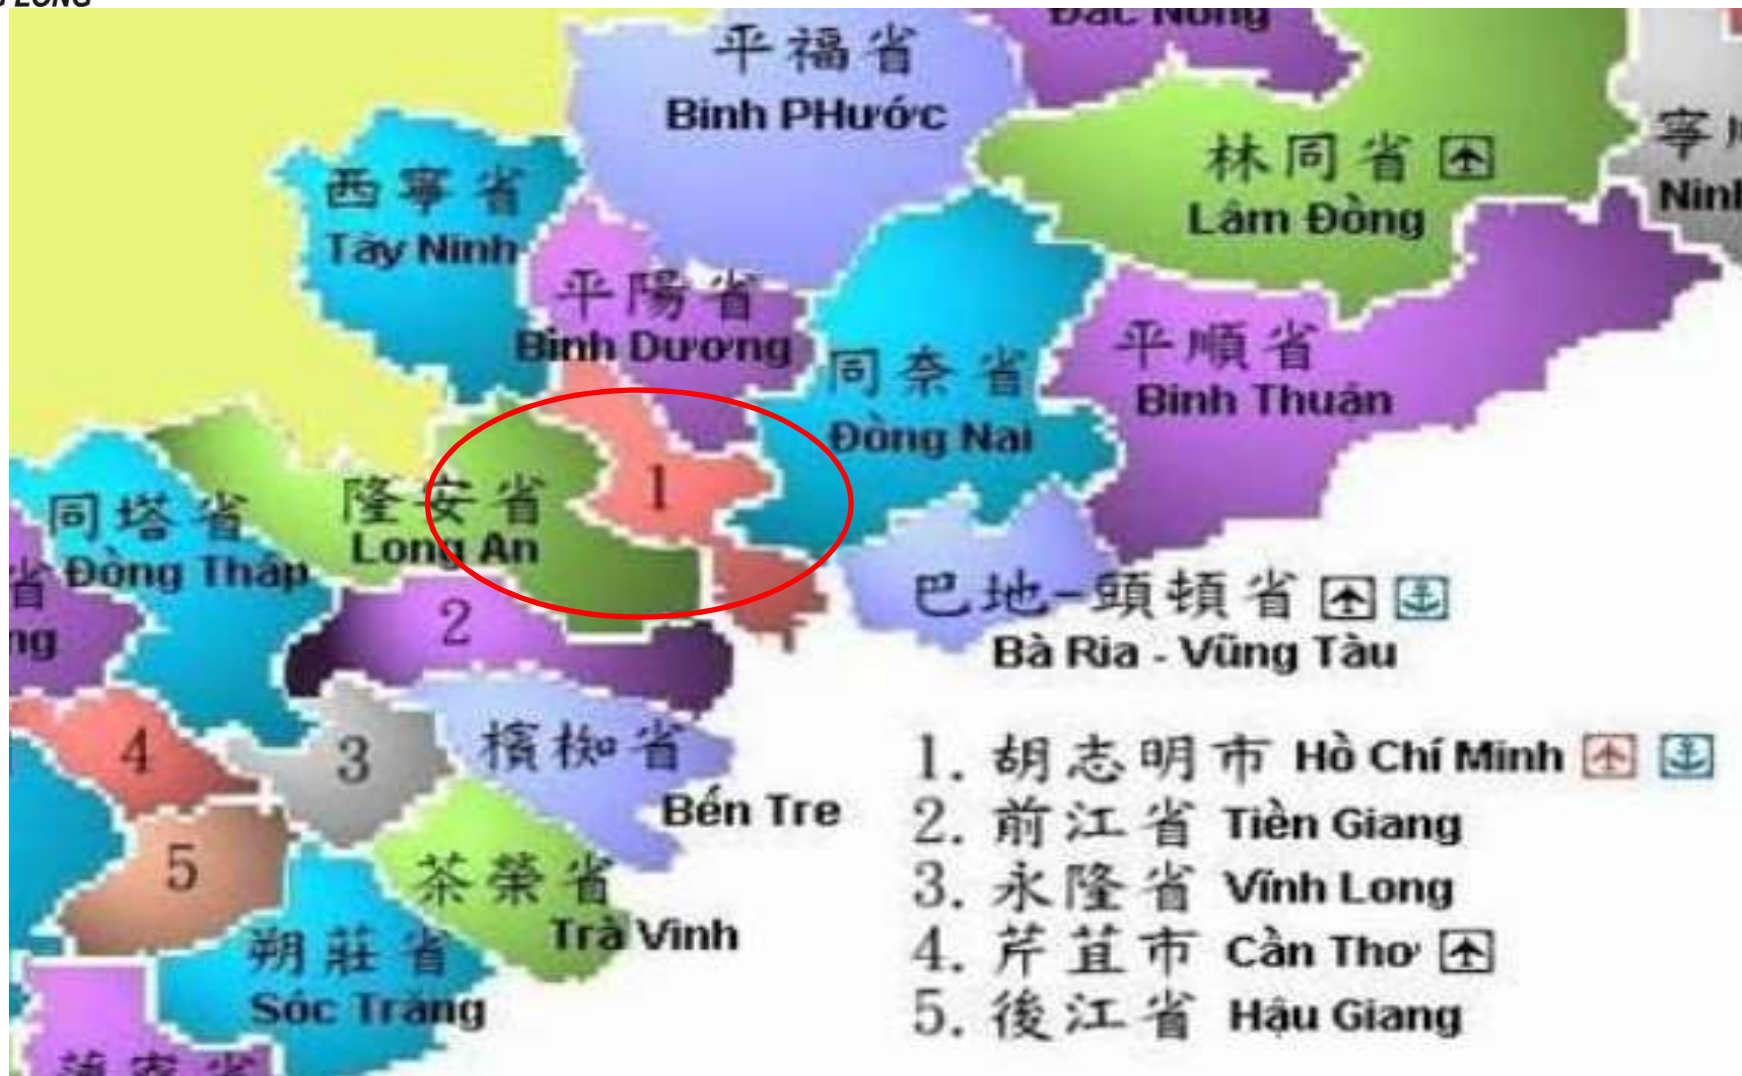 LONG
Đắc Nông
平福省
Bình PHước
林同省
Lâm Đồng
西寧省
Tây Ninh
平陽省
Bình Dương
同奈省
Đồng Nai
平順省
Bình Thuận
隆安省
Long An
同塔省
Đồng Tháp
省
ng
1
2
巴地-頭頓省
Bà Rịa - Vũng Tàu
檳椥省
Bến Tre
4
3
5
茶榮省
Trà Vinh
朔莊省
Sóc Trăng
1. 胡志明市 Hồ Chí Minh
2. 前江省 Tiền Giang
3. 永隆省 Vĩnh Long
4. 芹苴市 Cần Thơ
5. 後江省 Hậu Giang